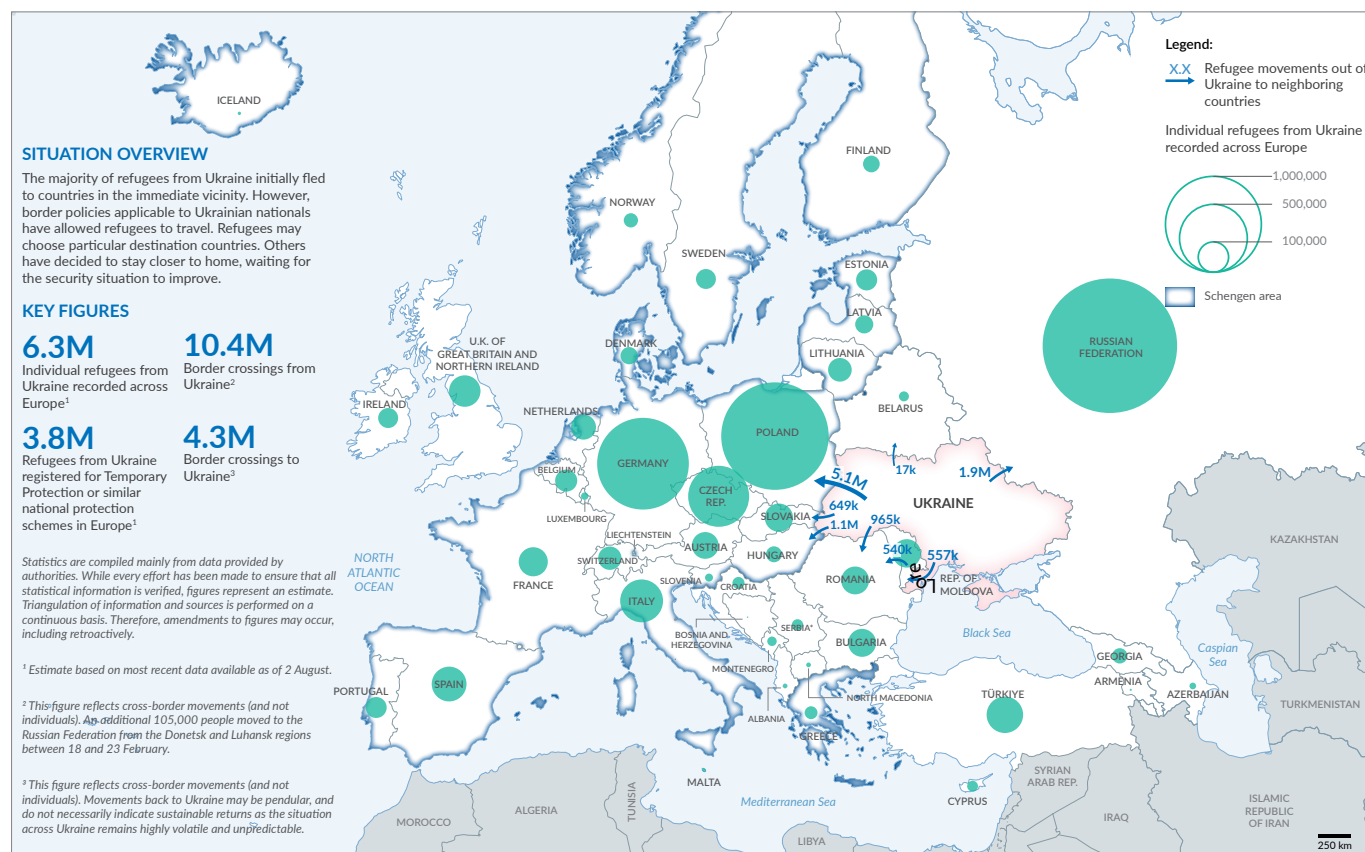 ICELAND
SITUATION OVERVIEW
The majority of refugees from Ukraine initially fled
to countries in the immediate vicinity. However,
border policies applicable to Ukrainian nationals
have allowed refugees to travel. Refugees may
choose particular destination countries. Others
have decided to stay closer to home, waiting for
the security situation to improve.
KEY FIGURES
6.3M
Individual refugees from
Ukraine recorded across
Europe¹
10.4M
Border crossings from
Ukraine²
3.8M
Refugees from Ukraine
registered for Temporary
Protection or similar
national protection
schemes in Europe¹
4.3M
Border crossings to
Ukraine³
Statistics are compiled mainly from data provided by
authorities. While every effort has been made to ensure that all
statistical information is verified, figures represent an estimate.
Triangulation of information and sources is performed on a
continuous basis. Therefore, amendments to figures may occur,
including retroactively.
¹ Estimate based on most recent data available as of 2 August.
² This figure reflects cross-border movements (and not
individuals). An additional 105,000 people moved to the
Russian Federation from the Donetsk and Luhansk regions
between 18 and 23 February.
³ This figure reflects cross-border movements (and not
individuals). Movements back to Ukraine may be pendular, and
do not necessarily indicate sustainable returns as the situation
across Ukraine remains highly volatile and unpredictable.
Legend:
X.X
Refugee movements out of
Ukraine to neighboring
countries
Individual refugees from Ukraine
recorded across Europe
1,000,000
500,000
100,000
Schengen area
FINLAND
NORWAY
SWEDEN
ESTONIA
LATVIA
LITHUANIA
DENMARK
U.K. OF
GREAT BRITAIN AND
NORTHERN IRELAND
IRELAND
NETHERLANDS
BELARUS
RUSSIAN
FEDERATION
POLAND
GERMANY
BELGIUM
LUXEMBOURG
CZECH
REP.
SLOVAKIA
UKRAINE
17k
1.9M
5.1M
649k
1.1M
965k
540k
557k
LIECHTENSTEIN
AUSTRIA
HUNGARY
SWITZERLAND
FRANCE
NORTH
ATLANTIC
OCEAN
SLOVENIA
CROATIA
ITALY
ROMANIA
REP. OF
MOLDOVA
KAZAKHSTAN
BOSNIA AND
HERZEGOVINA
SERBIA*
BULGARIA
MONTENEGRO
Black Sea
GEORGIA
Caspian
Sea
ARMENIA
AZERBAIJAN
TURKMENISTAN
PORTUGAL
SPAIN
NORTH MACEDONIA
ALBANIA
GREECE
TÜRKIYE
MALTA
Mediterranean Sea
CYPRUS
SYRIAN
ARAB REP.
IRAQ
ISLAMIC
REPUBLIC
OF IRAN
MOROCCO
ALGERIA
TUNISIA
LIBYA
250 km